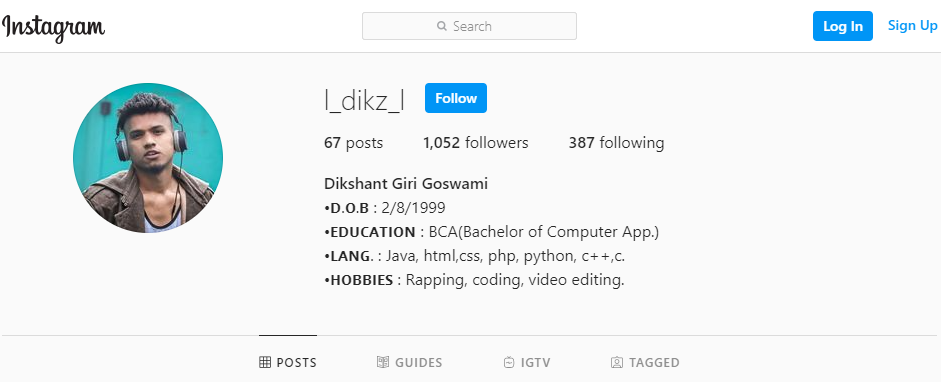 Instagram
Search
Log In
Sign Up
l_dikz_l
Follow
67 posts 1,052 followers 387 following
Dikshant Giri Goswami
•D.O.B : 2/8/1999
•EDUCATION : BCA(Bachelor of Computer App.)
•LANG. : Java, html,css, php, python, c++,c.
•HOBBIES : Rapping, coding, video editing.
POSTS GUIDES IGTV TAGGED